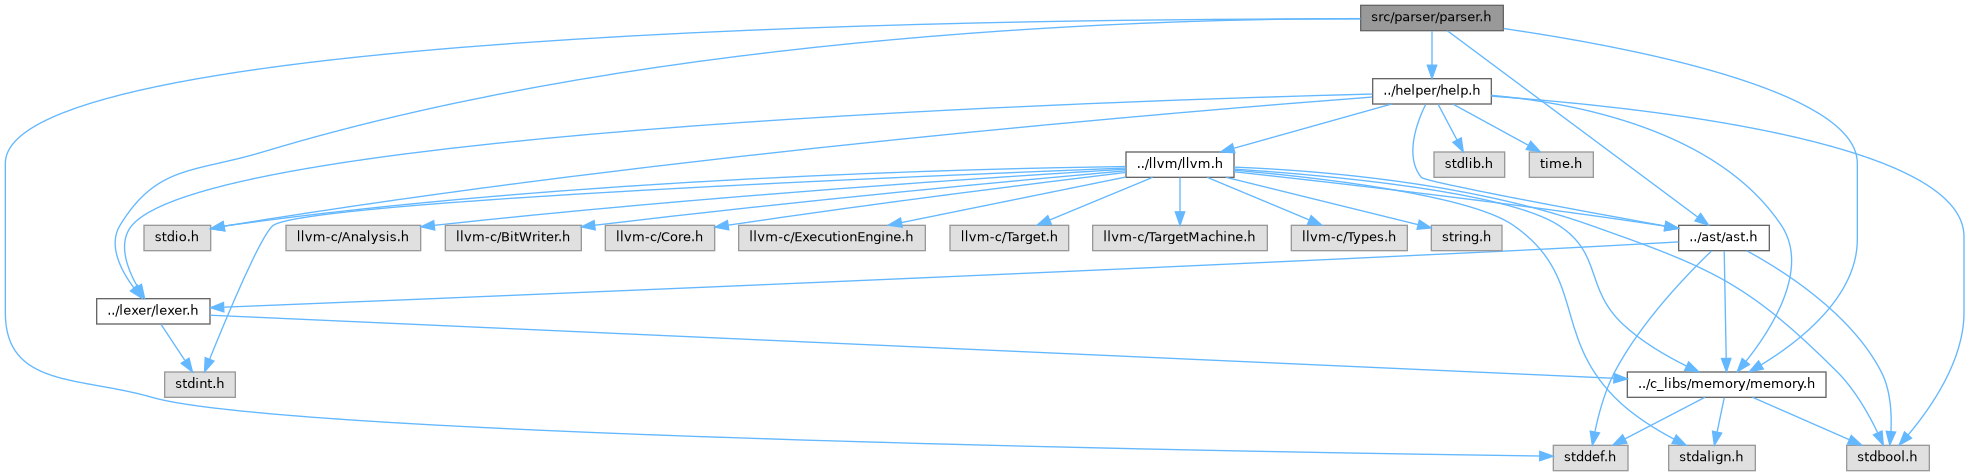 src/parser/parser.h
../helper/help.h
../llvm/llvm.h
stdlib.h
time.h
stdio.h
llvm-c/Analysis.h
llvm-c/BitWriter.h
llvm-c/Core.h
llvm-c/ExecutionEngine.h
llvm-c/Target.h
llvm-c/TargetMachine.h
llvm-c/Types.h
string.h
../ast/ast.h
../lexer/lexer.h
stdint.h
../c_libs/memory/memory.h
stddef.h
stdalign.h
stdbool.h